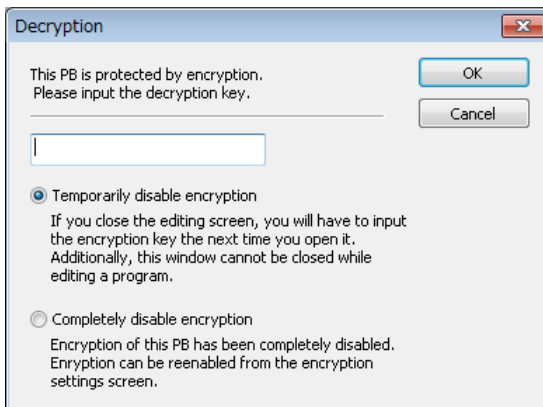 Decryption
This PB is protected by encryption.
Please input the decryption key.
OK
Cancel
Temporarily disable encryption
If you close the editing screen, you will have to input
the encryption key the next time you open it.
Additionally, this window cannot be closed while
editing a program.
Completely disable encryption
Encryption of this PB has been completely disabled.
Enryption can be reenabled from the encryption
settings screen.